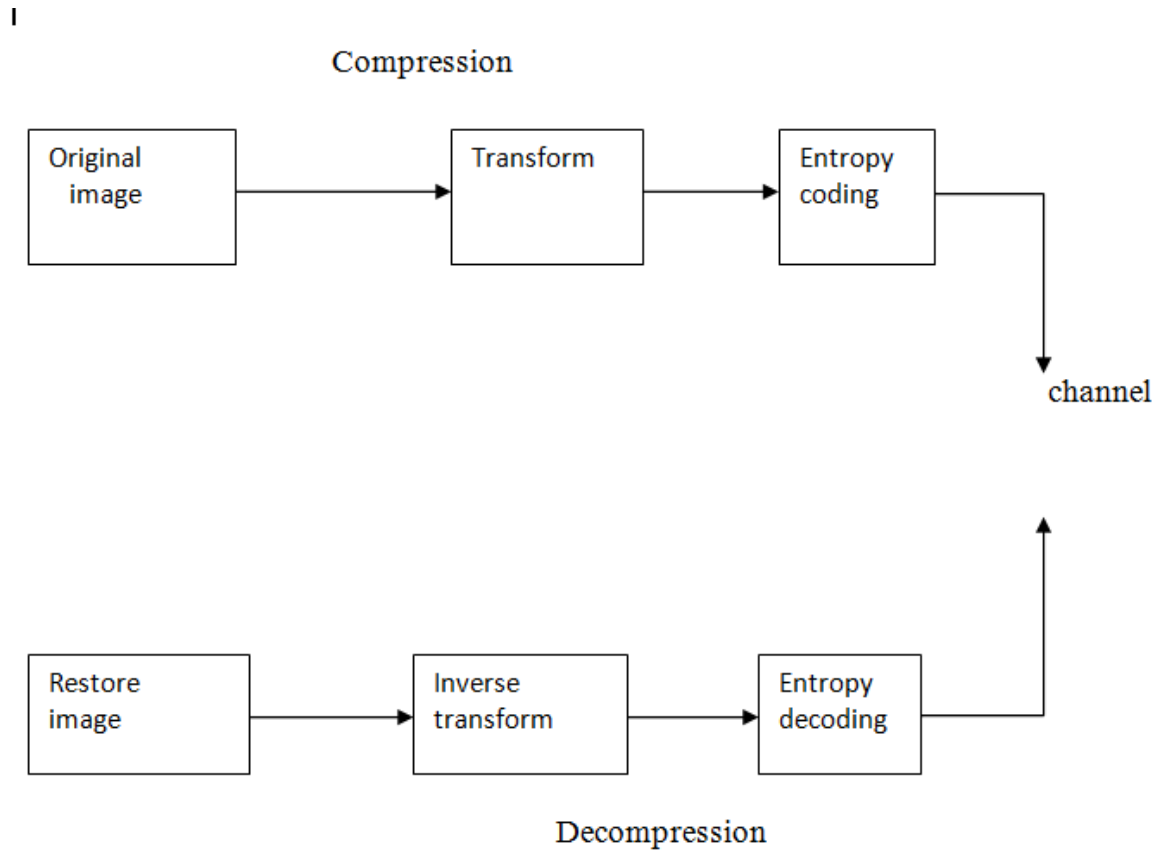 I
Compression
Original
image
Transform
Entropy
coding
channel
Restore
image
Inverse
transform
Entropy
decoding
Decompression